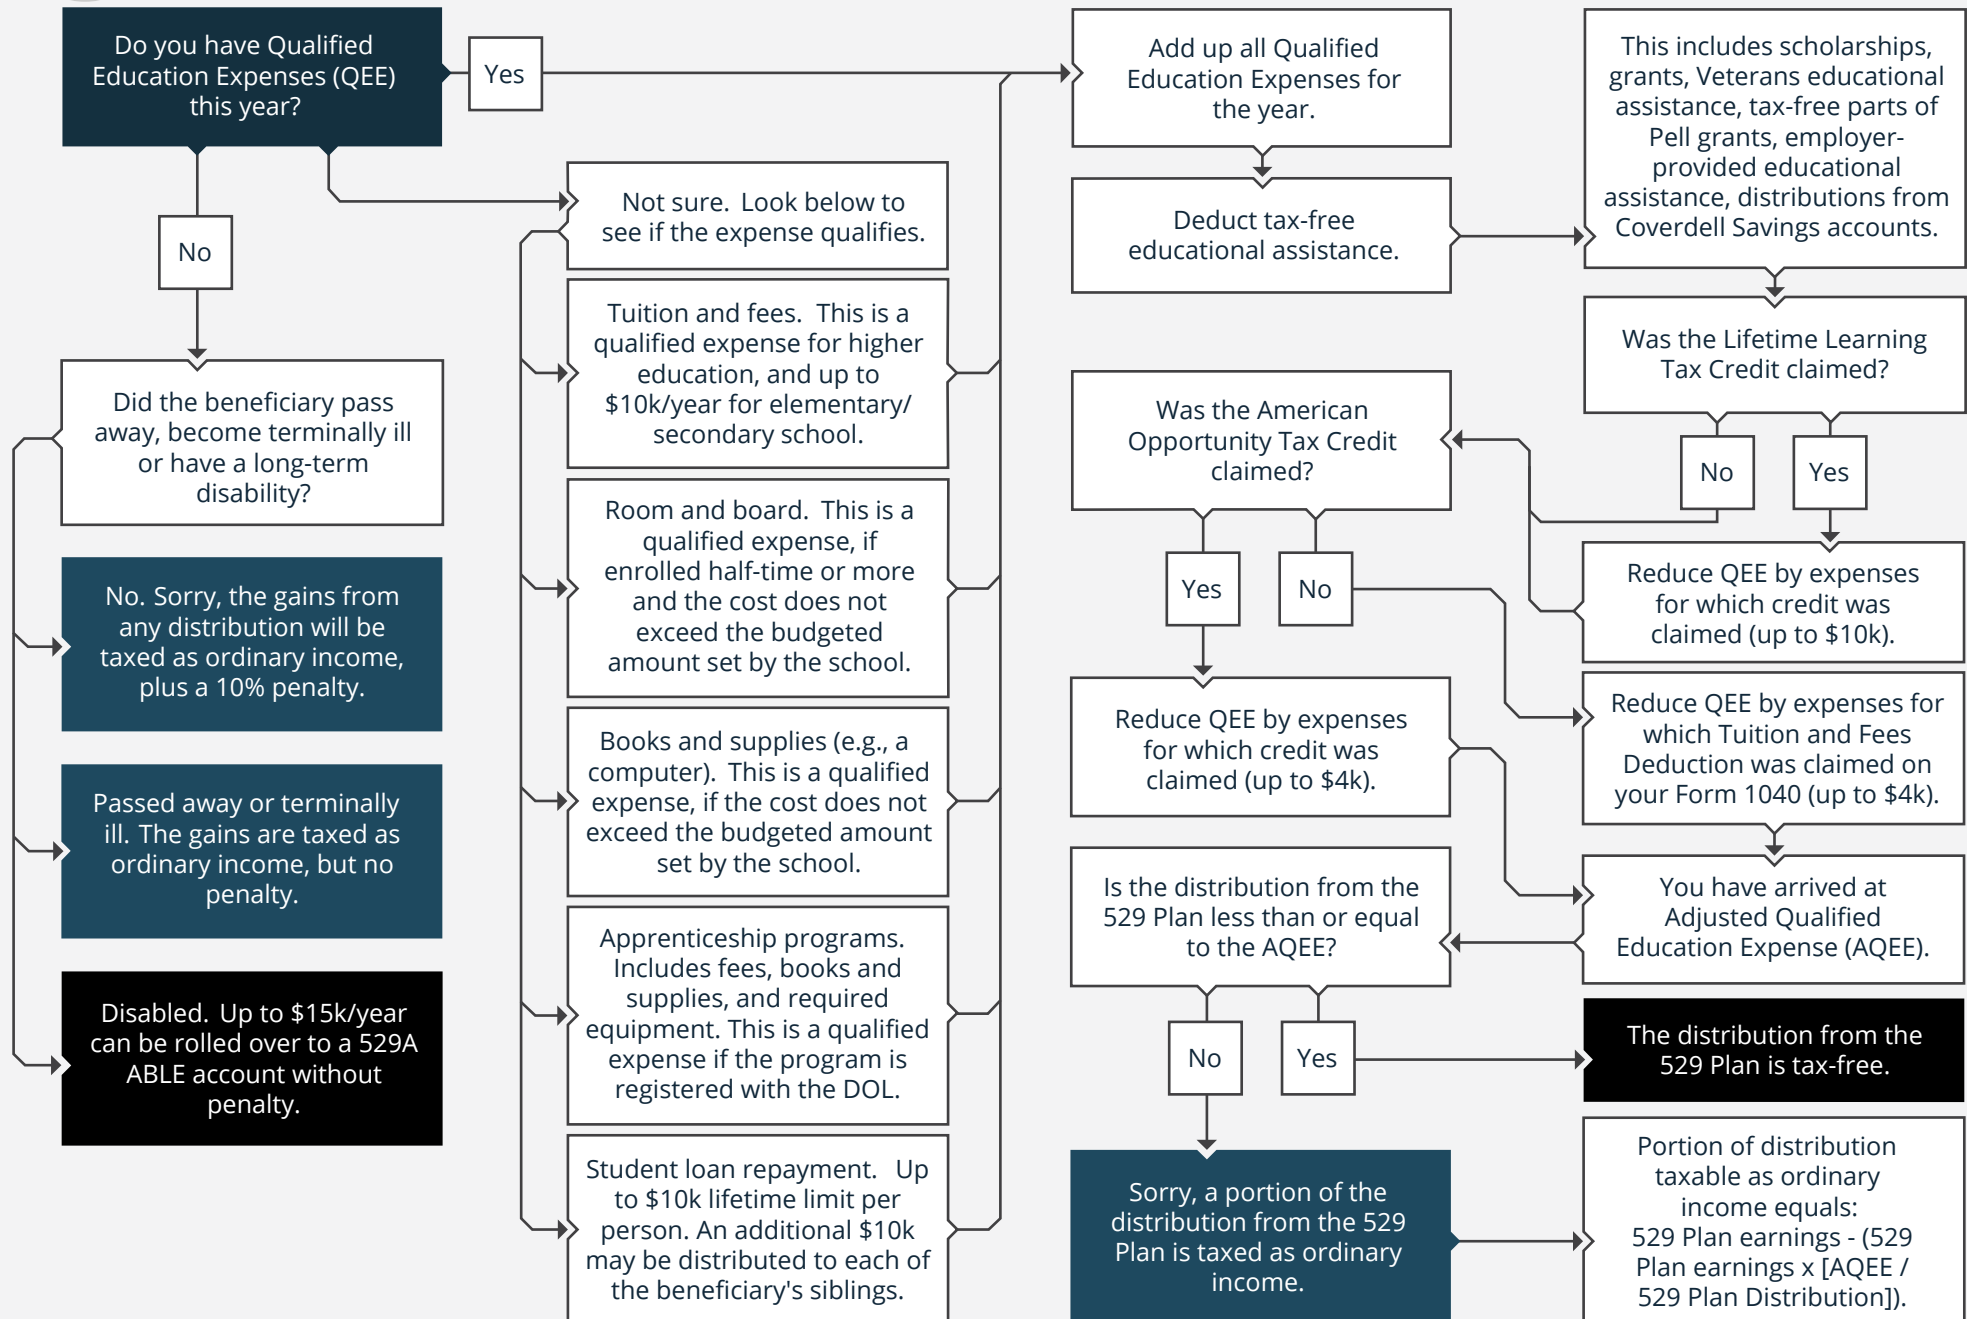 Do you have Qualified
Education Expenses (QEE)
this year?
Yes
No
Did the beneficiary pass
away, become terminally ill
or have a long-term
disability?
No. Sorry, the gains from
any distribution will be
taxed as ordinary income,
plus a 10% penalty.
Passed away or terminally
ill. The gains are taxed as
ordinary income, but no
penalty.
Disabled. Up to $15k/year
can be rolled over to a 529A
ABLE account without
penalty.
Not sure. Look below to
see if the expense qualifies.
Tuition and fees. This is a
qualified expense for higher
education, and up to
$10k/year for elementary/
secondary school.
Room and board. This is a
qualified expense, if
enrolled half-time or more
and the cost does not
exceed the budgeted
amount set by the school.
Books and supplies (e.g., a
computer). This is a qualified
expense, if the cost does not
exceed the budgeted amount
set by the school.
Apprenticeship programs.
Includes fees, books and
supplies, and required
equipment. This is a qualified
expense if the program is
registered with the DOL.
Student loan repayment. Up
to $10k lifetime limit per
person. An additional $10k
may be distributed to each of
the beneficiary's siblings.
Add up all Qualified
Education Expenses for
the year.
Deduct tax-free
educational assistance.
This includes scholarships,
grants, Veterans educational
assistance, tax-free parts of
Pell grants, employer-
provided educational
assistance, distributions from
Coverdell Savings accounts.
Was the Lifetime Learning
Tax Credit claimed?
No
Yes
Reduce QEE by expenses
for which credit was
claimed (up to $10k).
Was the American
Opportunity Tax Credit
claimed?
Yes
No
Reduce QEE by expenses
for which credit was
claimed (up to $4k).
Reduce QEE by expenses for
which Tuition and Fees
Deduction was claimed on
your Form 1040 (up to $4k).
You have arrived at
Adjusted Qualified
Education Expense (AQEE).
Is the distribution from the
529 Plan less than or equal
to the AQEE?
No
Yes
The distribution from the
529 Plan is tax-free.
Sorry, a portion of the
distribution from the 529
Plan is taxed as ordinary
income.
Portion of distribution
taxable as ordinary
income equals:
529 Plan earnings - (529
Plan earnings x [AQEE /
529 Plan Distribution]).